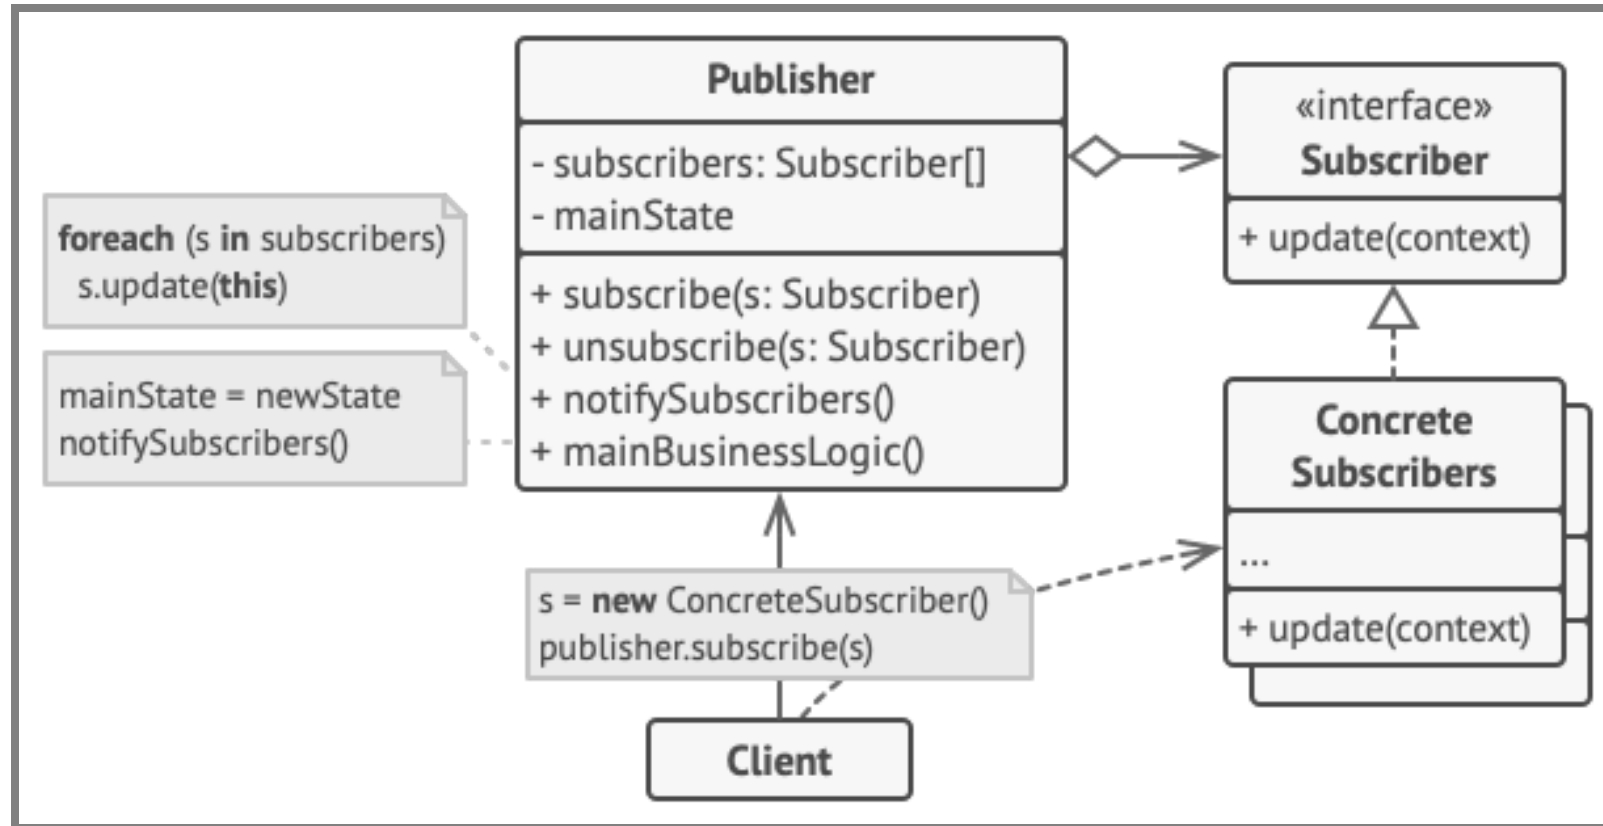 Publisher
- subscribers: Subscriber[]
- mainState
+ subscribe(s: Subscriber)
+ unsubscribe(s: Subscriber)
+ notifySubscribers()
+ mainBusinessLogic()
«interface»
Subscriber
+ update(context)
foreach (s in subscribers)
s.update(this)
mainState = newState
notifySubscribers()
Concrete
Subscribers
...
+ update(context)
s = new ConcreteSubscriber()
publisher.subscribe(s)
Client